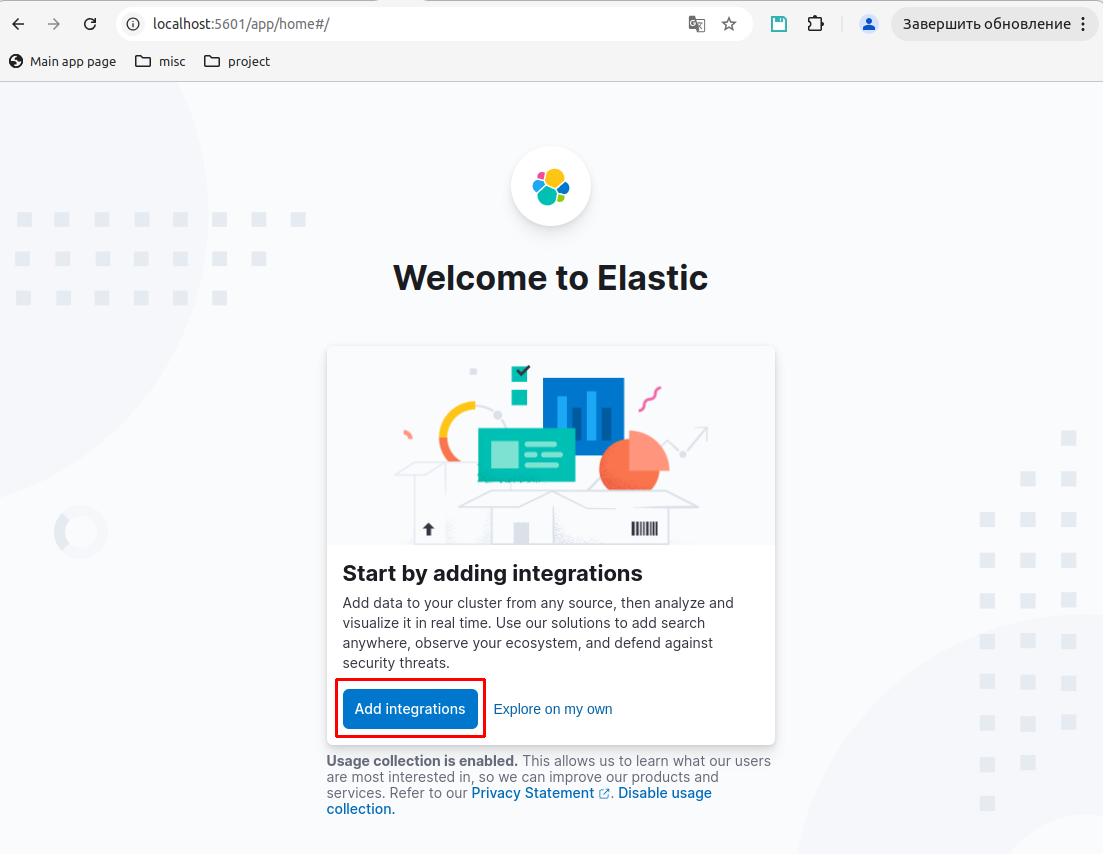 localhost:5601/app/home#/
Завершить обновление
Main app page misc project
Welcome to Elastic
Start by adding integrations
Add data to your cluster from any source, then analyze and
visualize it in real time. Use our solutions to add search
anywhere, observe your ecosystem, and defend against
security threats.
Add integrations Explore on my own
Usage collection is enabled. This allows us to learn what our users
are most interested in, so we can improve our products and
services. Refer to our Privacy Statement. Disable usage
collection.